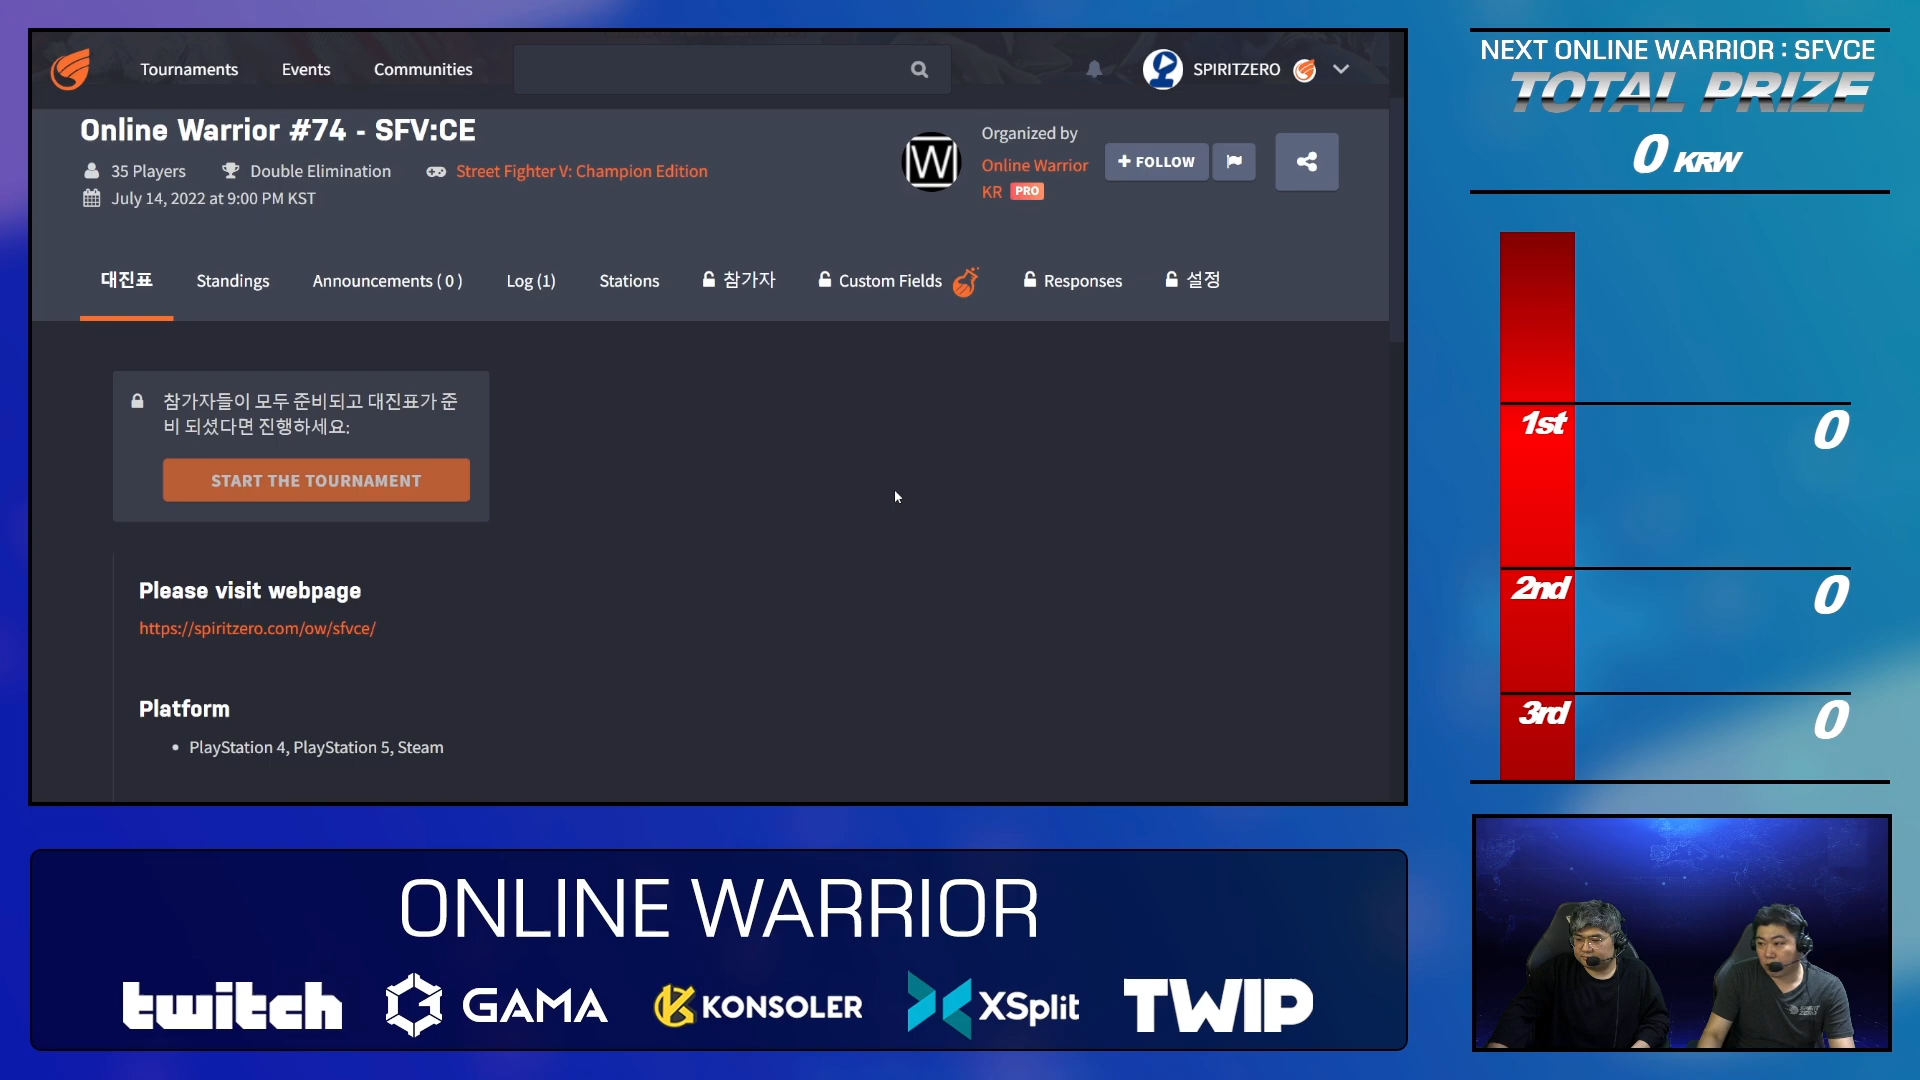 Tournaments
Events
Communities
SPIRITZERO
Online Warrior #74 - SFV:CE
35 Players
Double Elimination
Street Fighter V: Champion Edition
July 14, 2022 at 9:00 PM KST
W
Organized by
Online Warrior
KR PRO
+ FOLLOW
대진표
Standings
Announcements ( 0 )
Log (1)
Stations
참가자
Custom Fields
Responses
설정
참가자들이 모두 준비되고 대진표가 준
비 되셨다면 진행하세요:
START THE TOURNAMENT
Please visit webpage
https://spiritzero.com/ow/sfvce/
Platform
• PlayStation 4, PlayStation 5, Steam
NEXT ONLINE WARRIOR : SFVCE
TOTAL PRIZE
0 KRW
1st 0
2nd 0
3rd 0
ONLINE WARRIOR
twitch
GAMA
KONSOLER
XSplit
TWIP
SPIRIT
ZERO